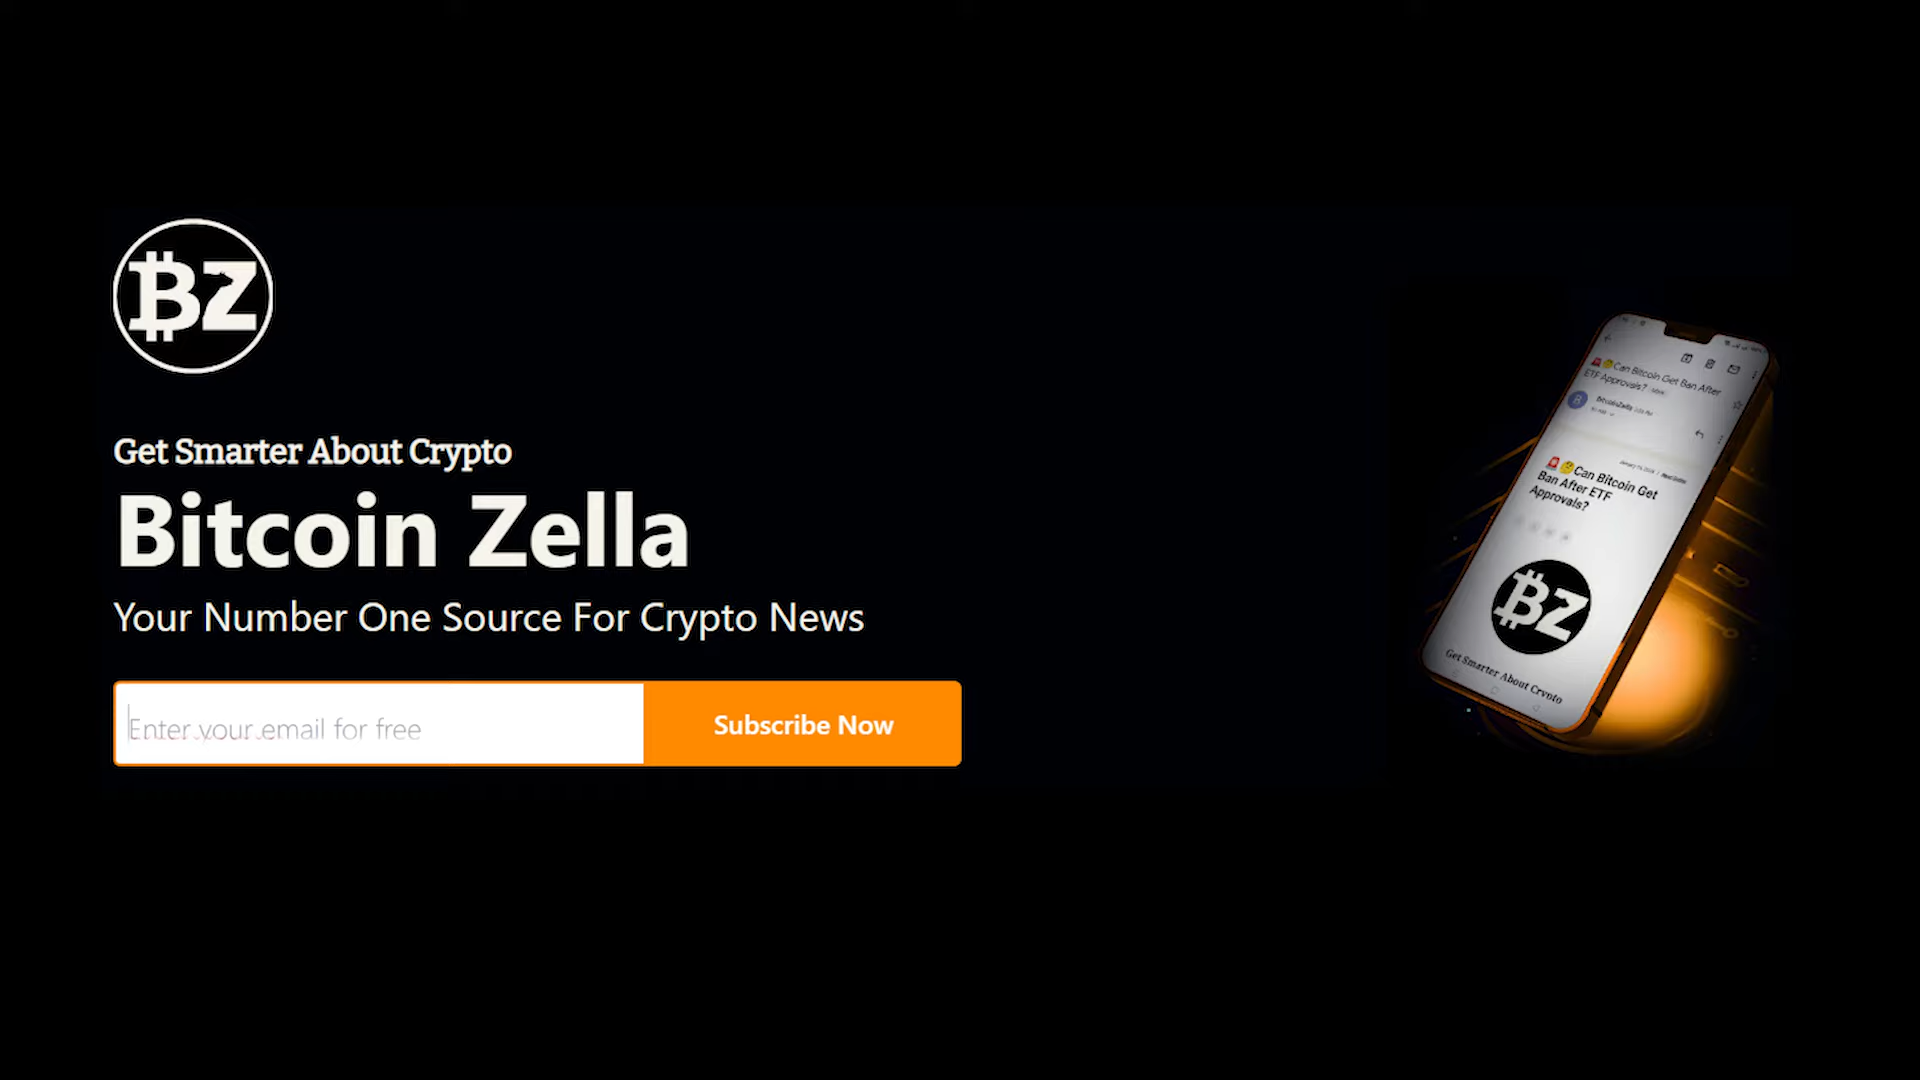 BZ
Get Smarter About Crypto
Bitcoin Zella
Your Number One Source For Crypto News
Enter your email for free
Subscribe Now
🚨🤔Can Bitcoin Get Ban After
ETF Approvals?
B
BitcoinZella
🚨🤔Can Bitcoin Get
Ban After ETF
Approvals?
BZ
Get Smarter About Crypto